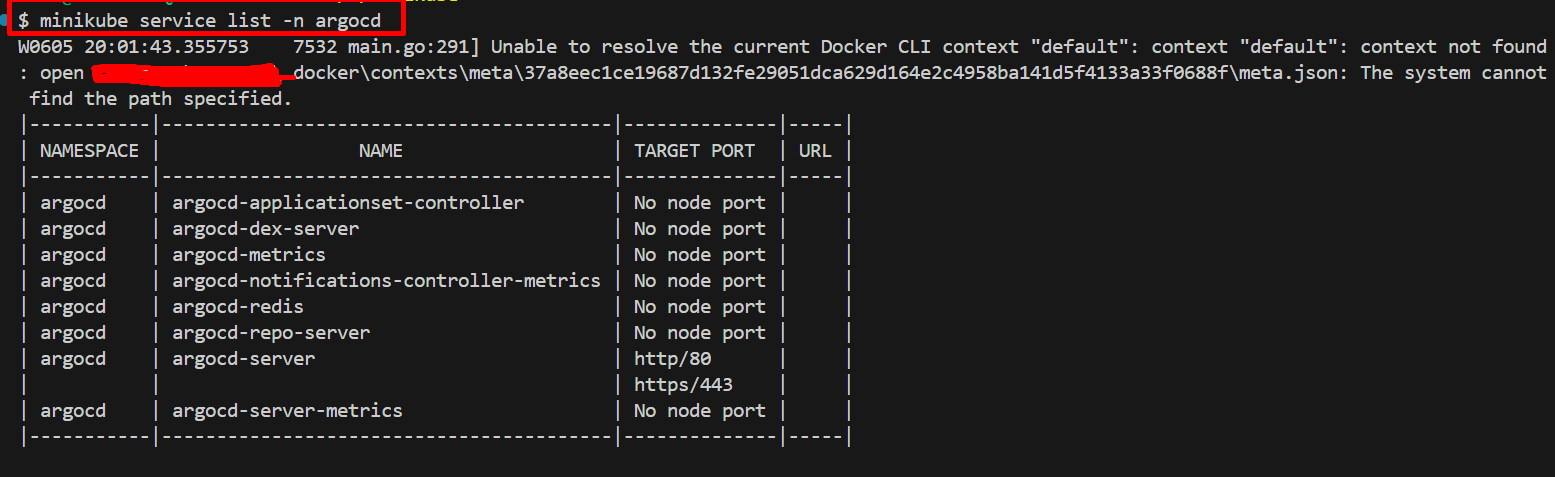 $ minikube service list -n argocd
W0605 20:01:43.355753    7532 main.go:291] Unable to resolve the current Docker CLI context "default": context "default": context not found
: open docker\contexts\meta\37a8eec1ce19687d132fe29051dca629d164e2c4958ba141d5f4133a33f0688f\meta.json: The system cannot
 find the path specified.
|-----------|-----------------------------------------|--------------|-----|
| NAMESPACE |                  NAME                   | TARGET PORT  | URL |
|-----------|-----------------------------------------|--------------|-----|
| argocd    | argocd-applicationset-controller        | No node port |     |
| argocd    | argocd-dex-server                       | No node port |     |
| argocd    | argocd-metrics                          | No node port |     |
| argocd    | argocd-notifications-controller-metrics | No node port |     |
| argocd    | argocd-redis                            | No node port |     |
| argocd    | argocd-repo-server                      | No node port |     |
| argocd    | argocd-server                           | http/80      |     |
|           |                                         | https/443    |     |
| argocd    | argocd-server-metrics                   | No node port |     |
|-----------|-----------------------------------------|--------------|-----|